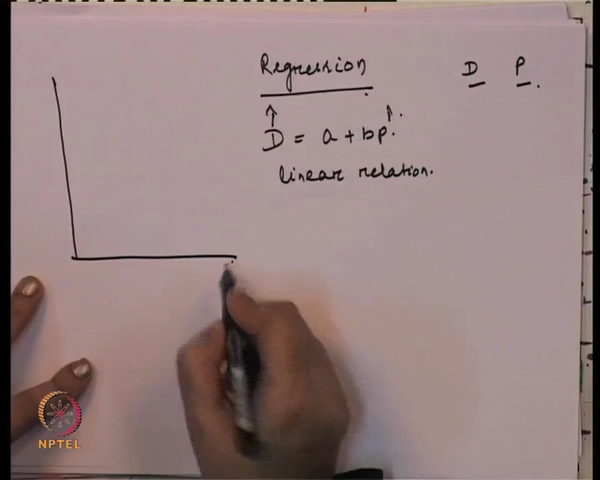 Regression
D P.
D = a + bp.
linear relation.
NPTEL